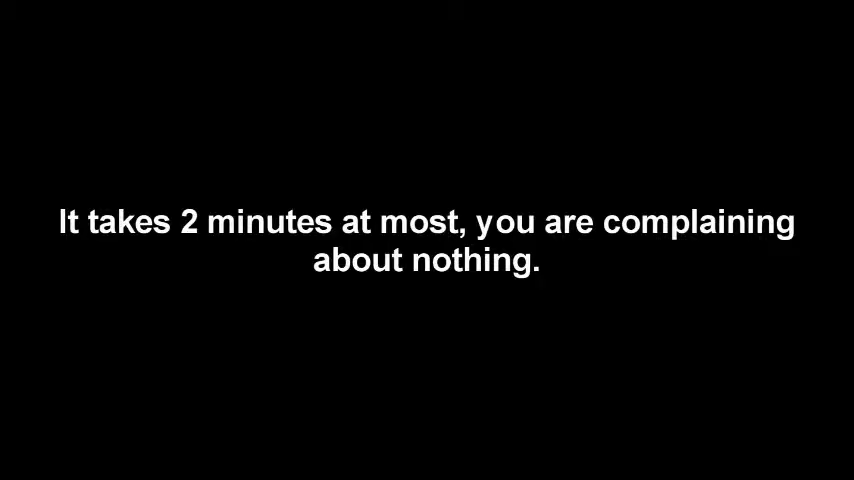 It takes 2 minutes at most, you are complaining
about nothing.